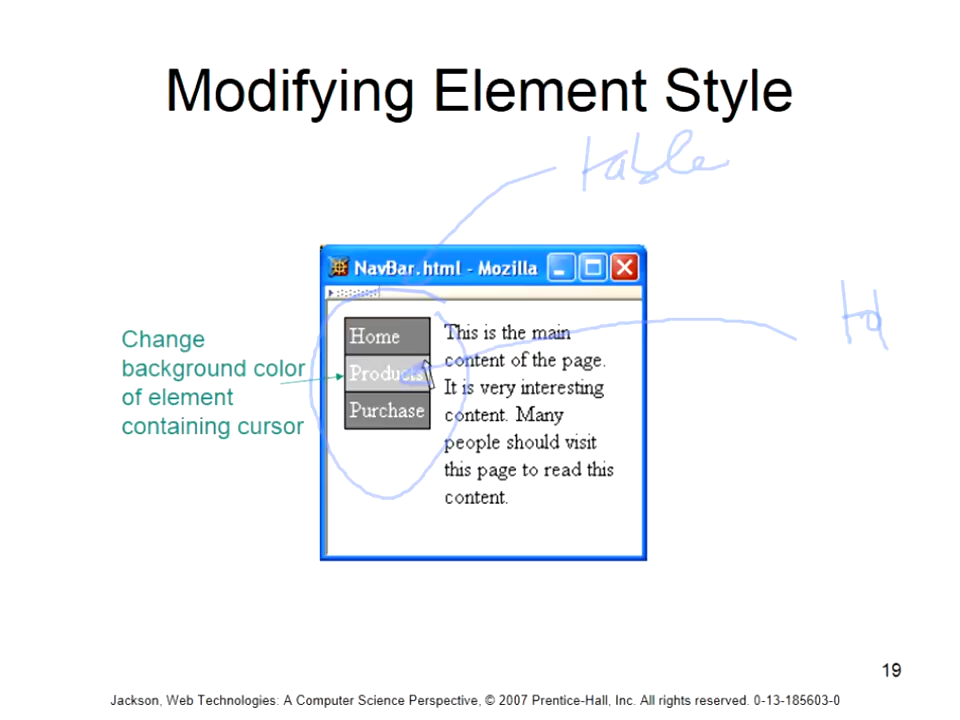 Modifying Element Style
table
NavBar.html - Mozilla
td
Home
Products
Purchase
This is the main
content of the page.
It is very interesting
content. Many
people should visit
this page to read this
content.
Change
background color
of element
containing cursor
19
Jackson, Web Technologies: A Computer Science Perspective, © 2007 Prentice-Hall, Inc. All rights reserved. 0-13-185603-0